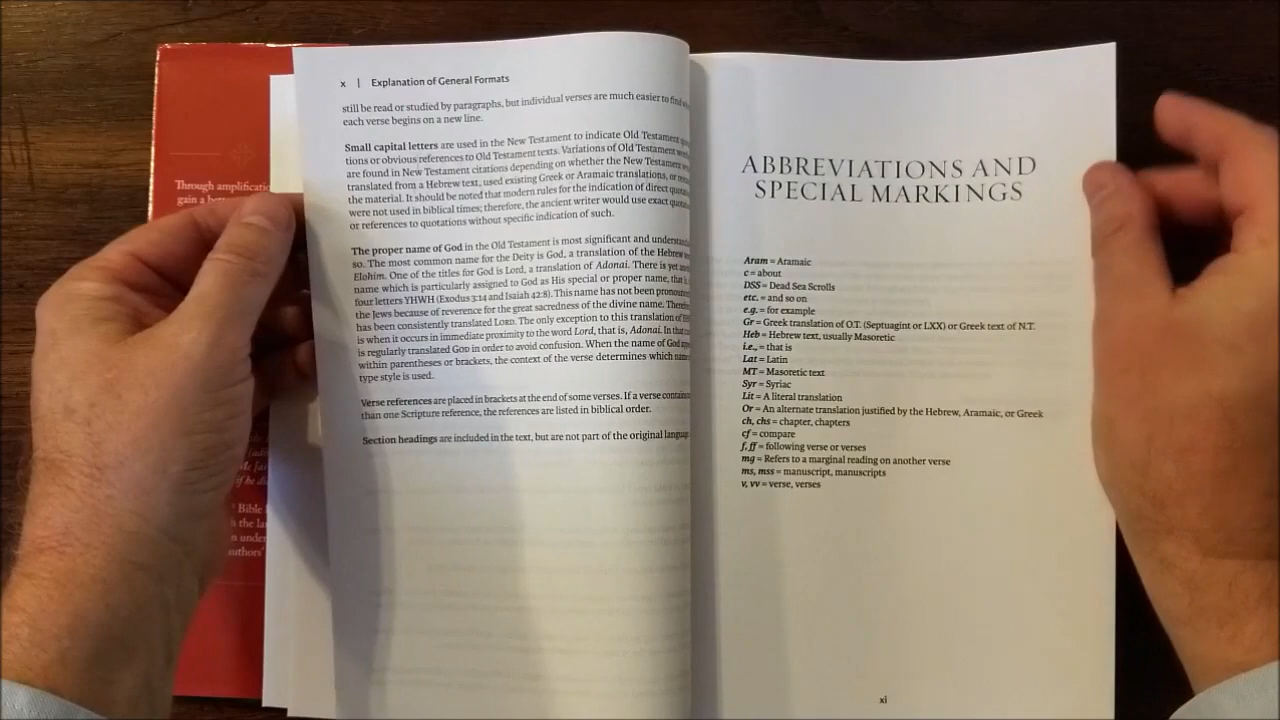 Through amplificatio
gain a
Bible
h the la
n under
authors'
x | Explanation of General Formats
still be read or studied by paragraphs, but individual verses are much easier to find
each verse begins on a new line.
Small capital letters are used in the New Testament to indicate Old Testament
tions or obvious references to Old Testament texts. Variations of Old Testament
are found in New Testament citations depending on whether the New Testament
translated from a Hebrew text, used existing Greek or Aramaic translations, or
the material. It should be noted that modern rules for the indication of direct
were not used in biblical times; therefore, the ancient writer would use exact
or references to quotations without specific indication of such.
The proper name of God in the Old Testament is most significant and
so. The most common name for the Deity is God, a translation of the Hebrew
Elohim. One of the titles for God is Lord, a translation of Adonai. There is yet
name which is particularly assigned to God as His special or proper name, that
four letters YHWH (Exodus 3:14 and Isaiah 42:8). This name has not been
the Jews because of reverence for the great sacredness of the divine name.
has been consistently translated LORD. The only exception to this translation of
is when it occurs in immediate proximity to the word Lord, that is, Adonai. In that
is regularly translated GOD in order to avoid confusion. When the name of God
within parentheses or brackets, the context of the verse determines which
type style is used.
Verse references are placed in brackets at the end of some verses. If a verse
than one Scripture reference, the references are listed in biblical order.
Section headings are included in the text, but are not part of the original
ABBREVIATIONS AND
SPECIAL MARKINGS
Aram = Aramaic
c = about
DSS = Dead Sea Scrolls
etc. = and so on
e.g. = for example
Gr = Greek translation of O.T. (Septuagint or LXX) or Greek text of N.T.
Heb = Hebrew text, usually Masoretic
i.e., = that is
Lat = Latin
MT = Masoretic text
Syr = Syriac
Lit = A literal translation
Or = An alternate translation justified by the Hebrew, Aramaic, or Greek
ch, chs = chapter, chapters
cf = compare
f, ff = following verse or verses
mg = Refers to a marginal reading on another verse
ms, mss = manuscript, manuscripts
v, vv = verse, verses
xi